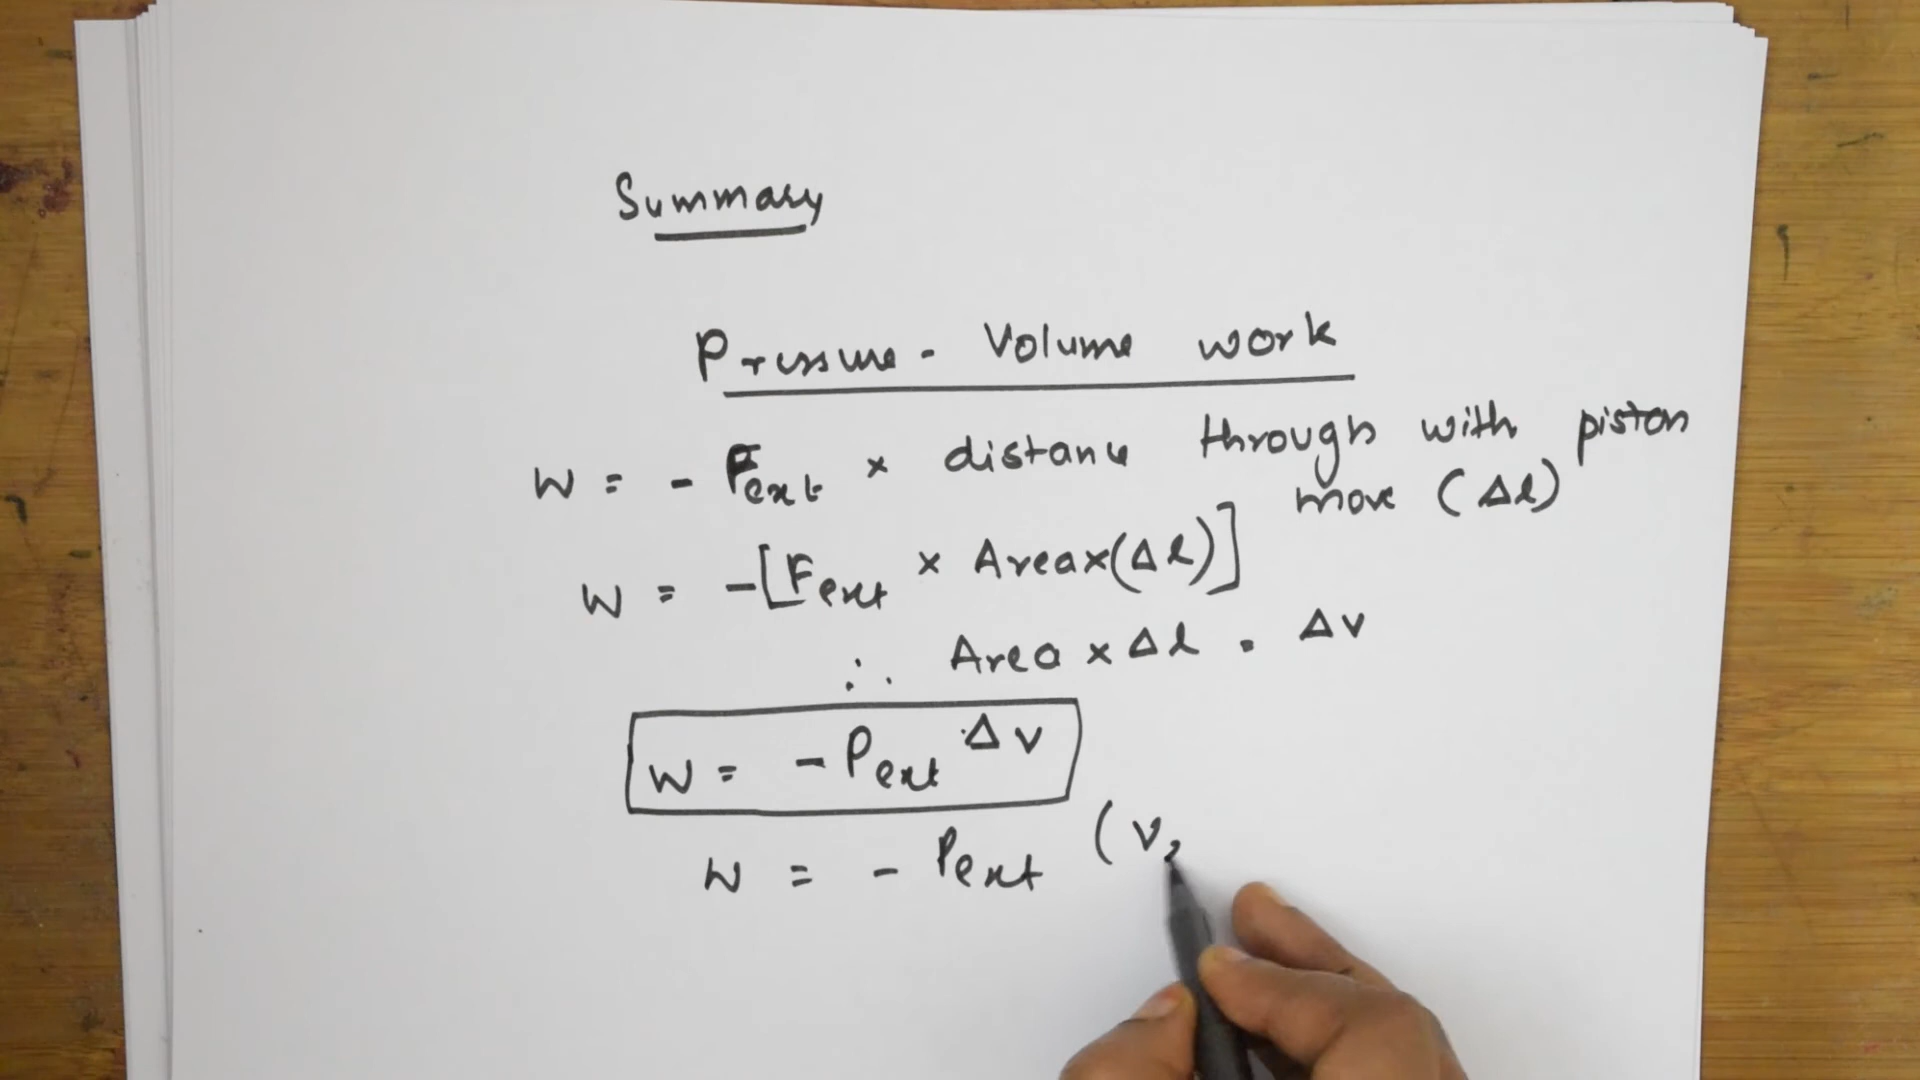 Summary
Pressure - Volume work
W = - Fext × distance through with piston
move (Δl)
W = -[Fext × Area×(Δl)]
∴ Area × Δl = ΔV
W = -Pext ΔV
W = - Pext (V2